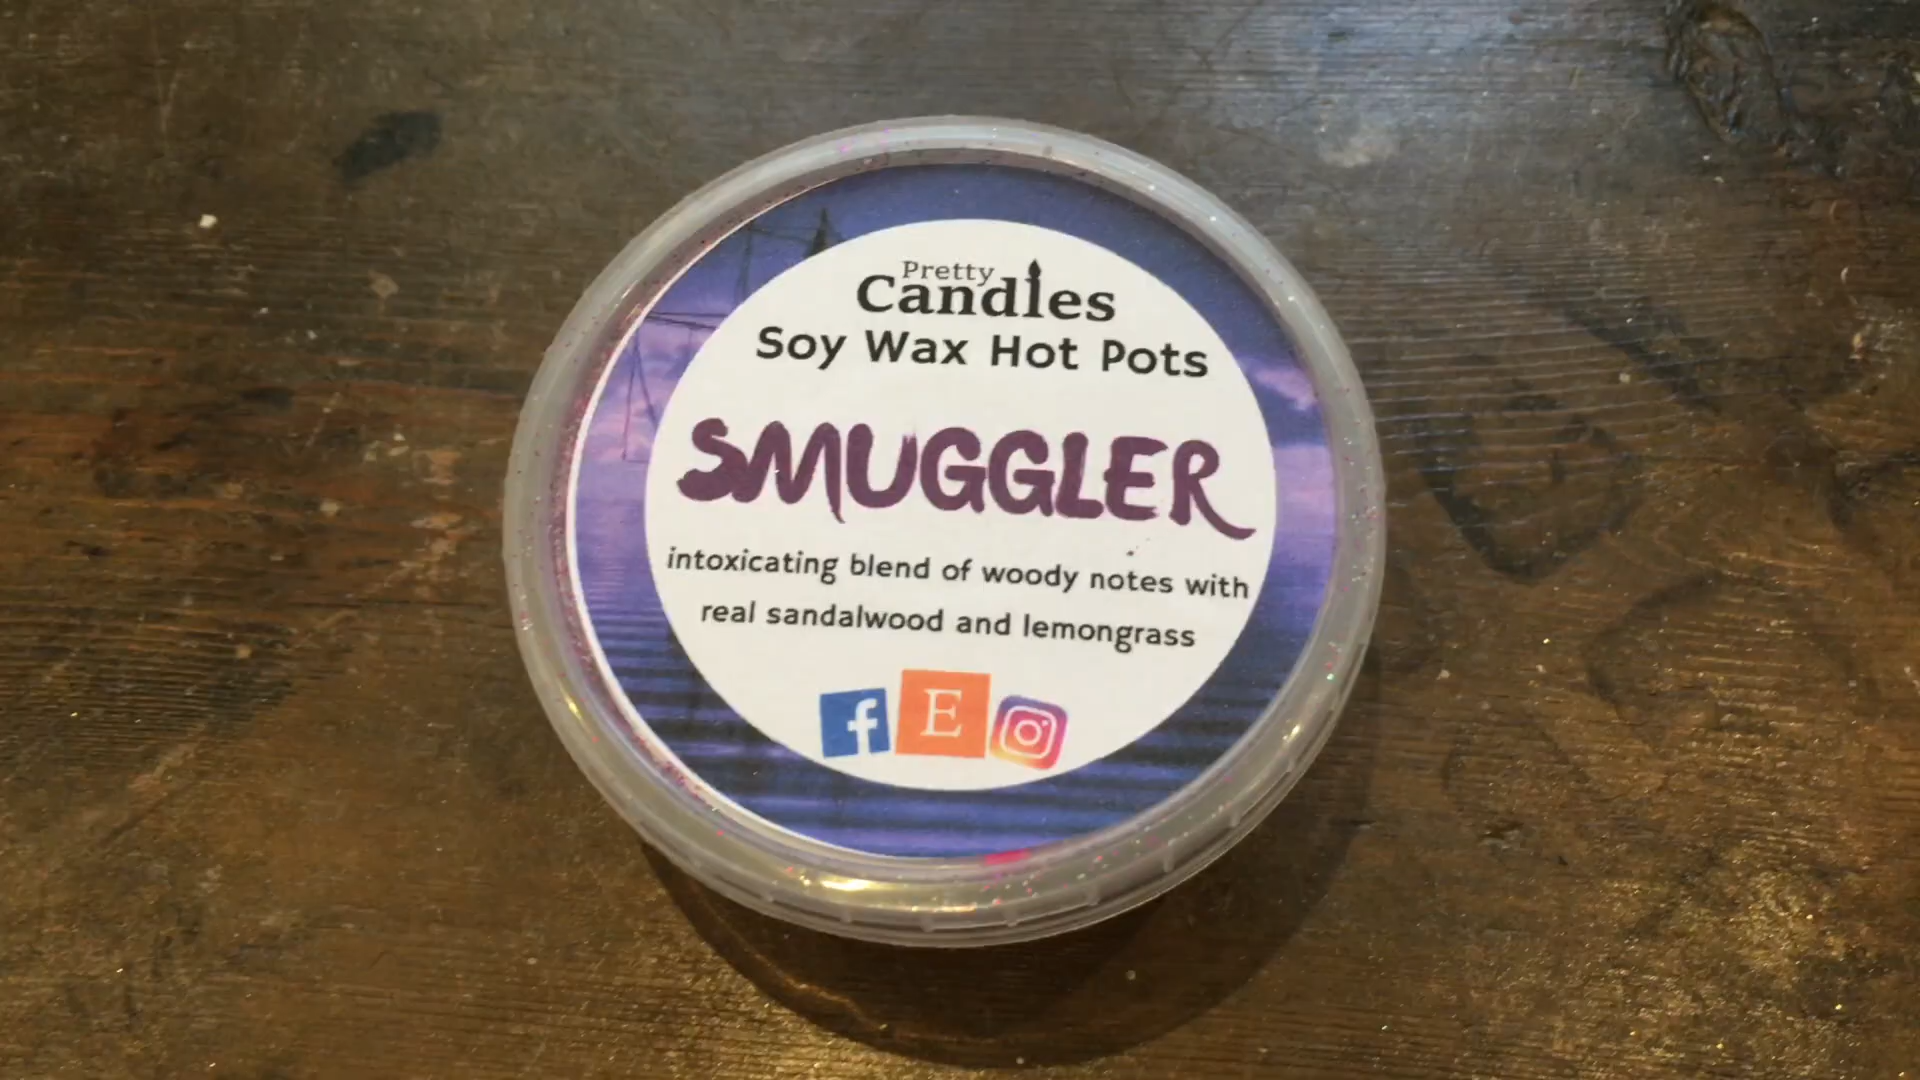 Pretty
Candles
Soy Wax Hot Pots
SMUGGLER
intoxicating blend of woody notes with
real sandalwood and lemongrass
f E